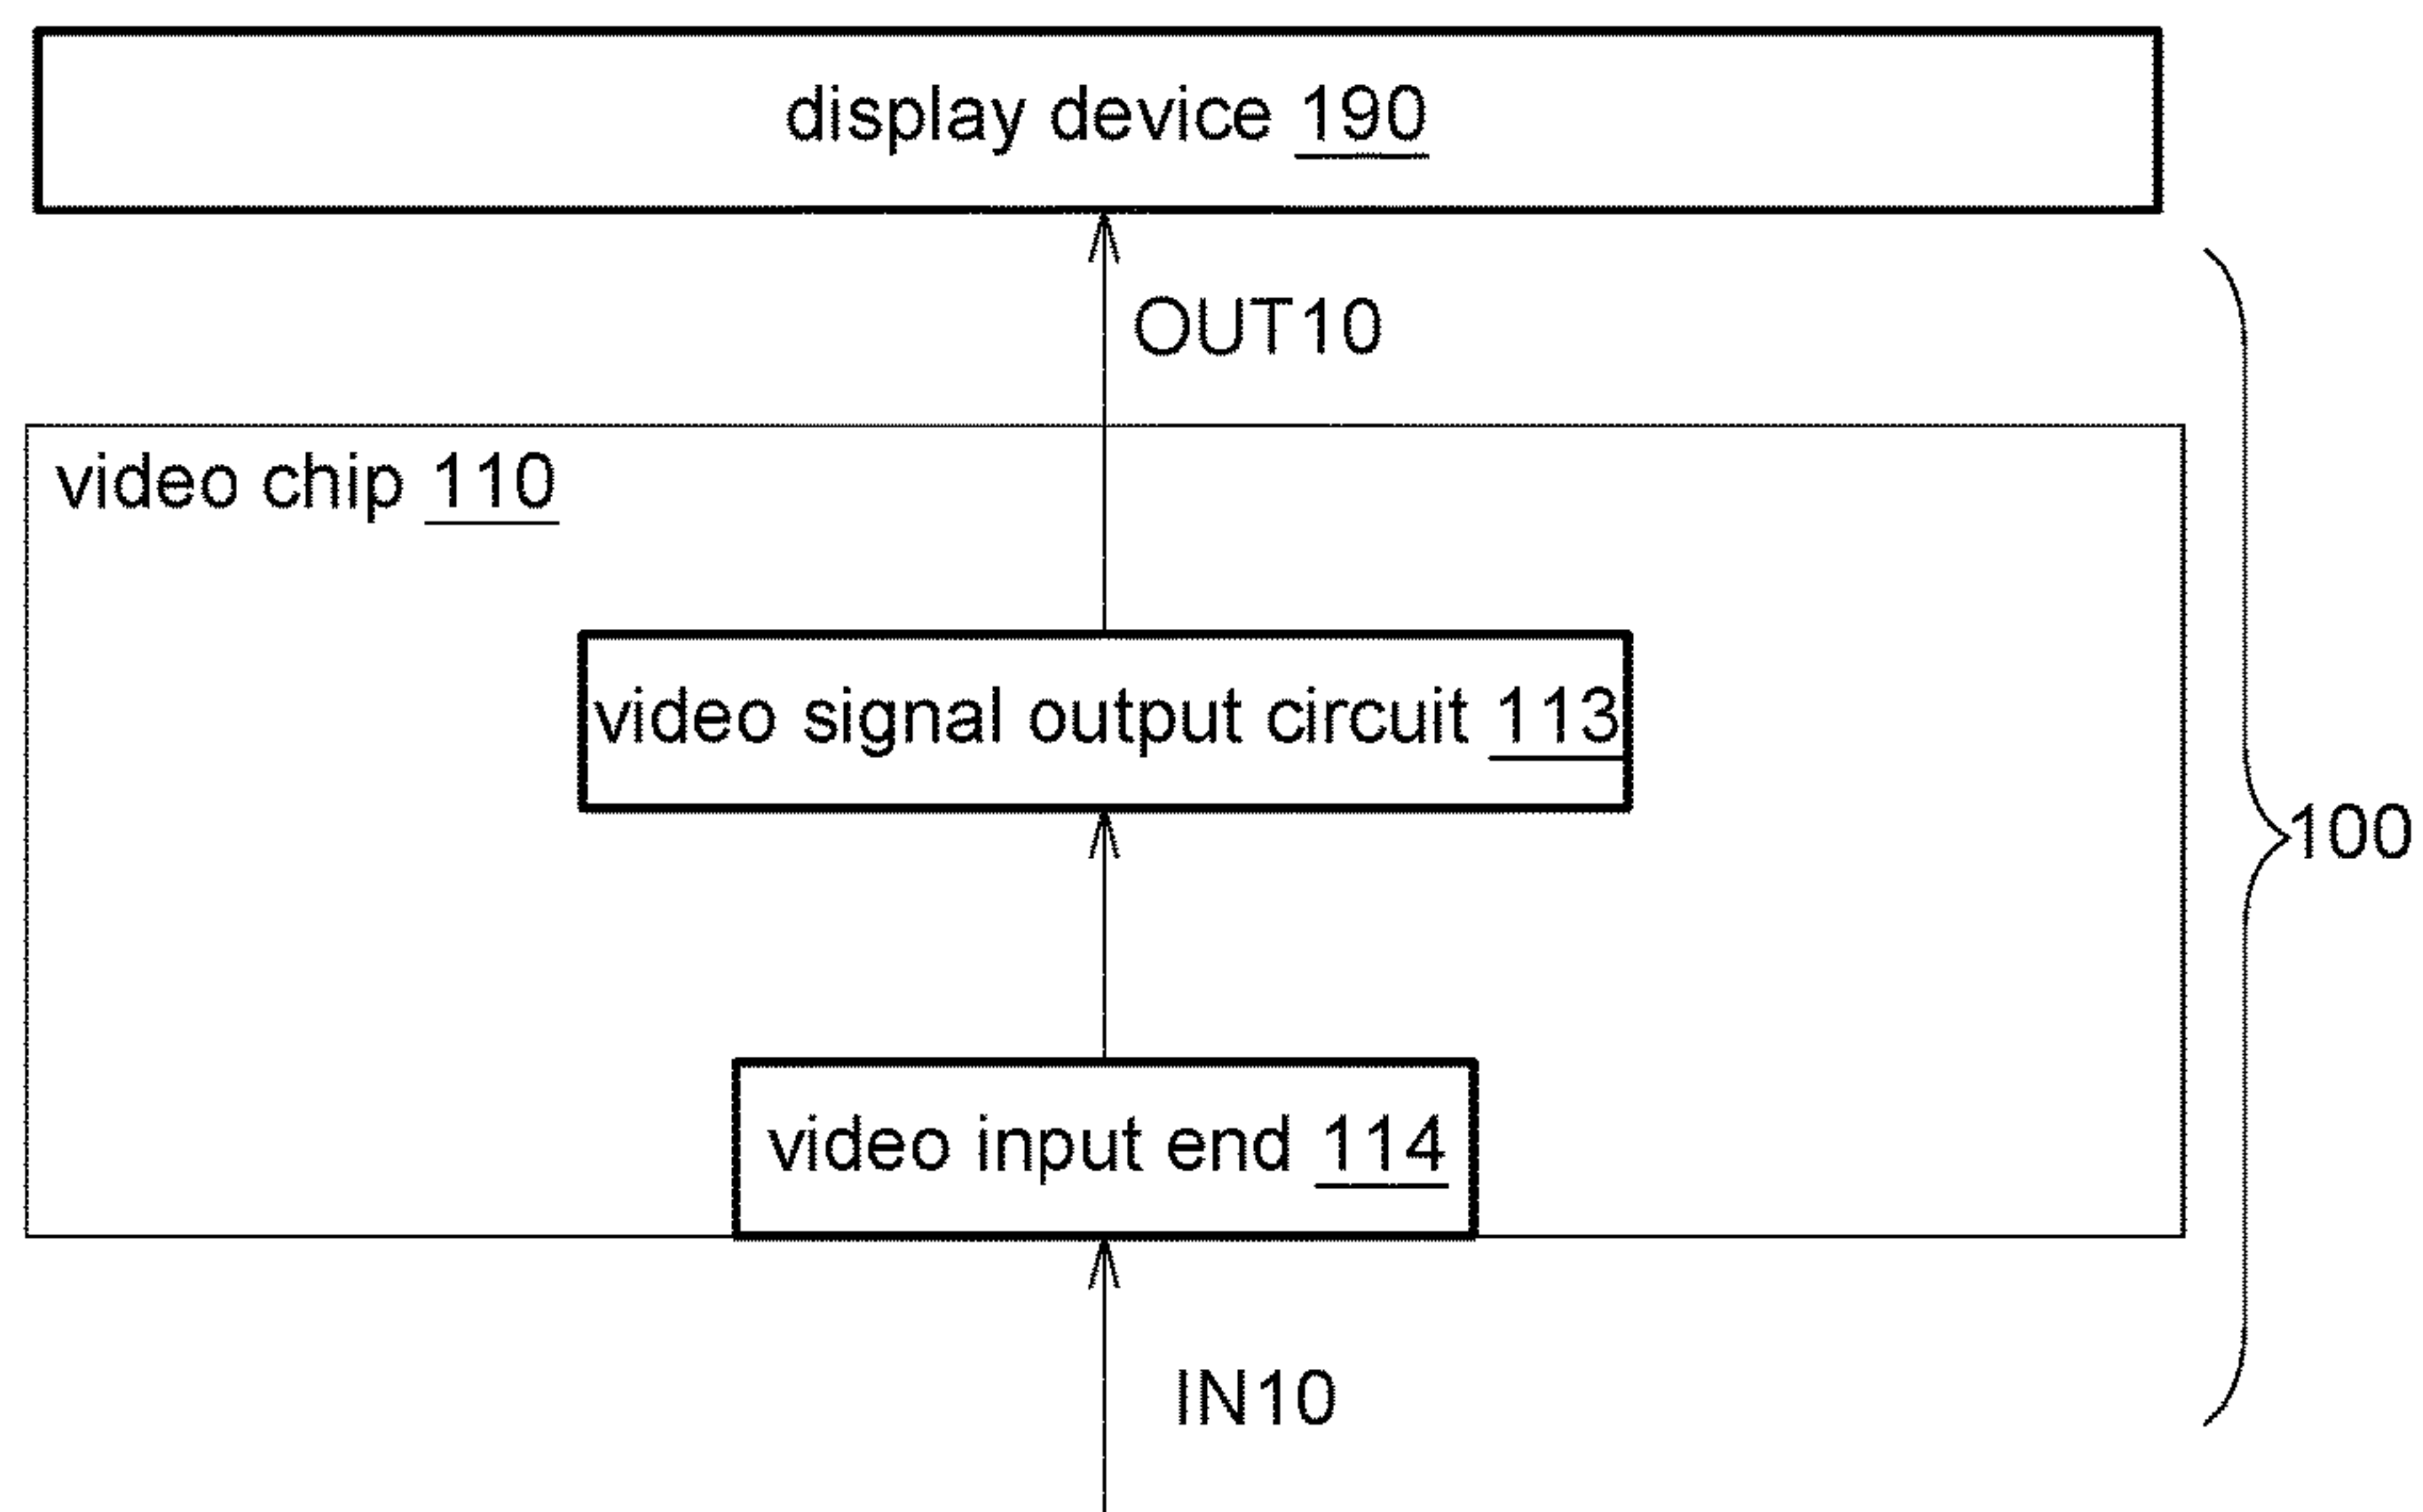 display device 190
OUT10
video chip 110
video signal output circuit 113
100
video input end 114
IN10